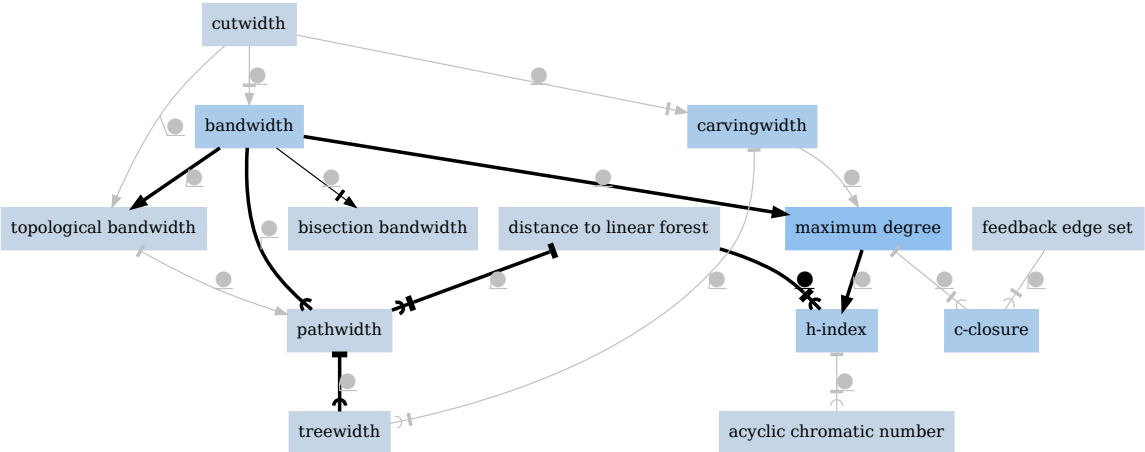 cutwidth
bandwidth
carvingwidth
topological bandwidth
bisection bandwidth
distance to linear forest
maximum degree
feedback edge set
pathwidth
h-index
c-closure
treewidth
acyclic chromatic number